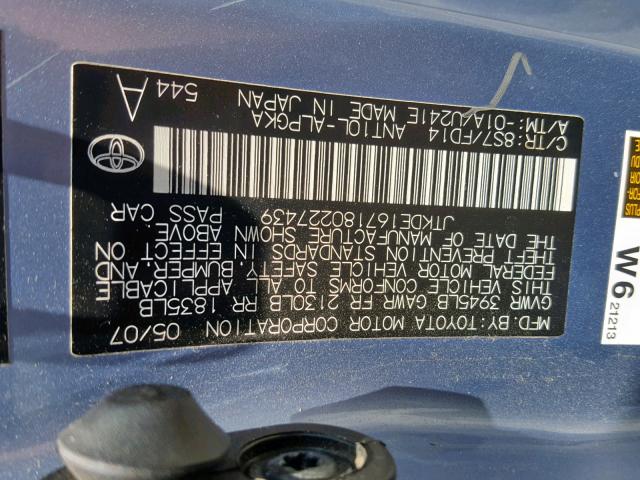 MFD. BY: TOYOTA MOTOR CORPORATION 05/07
GVWR 3945LB GAWR FR 2130LB RR 1835LB
THIS VEHICLE CONFORMS TO ALL APPLICABLE
FEDERAL MOTOR VEHICLE SAFETY, BUMPER, AND
THEFT PREVENTION STANDARDS IN EFFECT ON
THE DATE OF MANUFACTURE SHOWN ABOVE.
JTKDE167180227439 PASS CAR
C/TR: 8S7/FD14 ANT10L-ALPGKA
A/TM: -01A/U241E MADE IN JAPAN
544 A
W6
21213